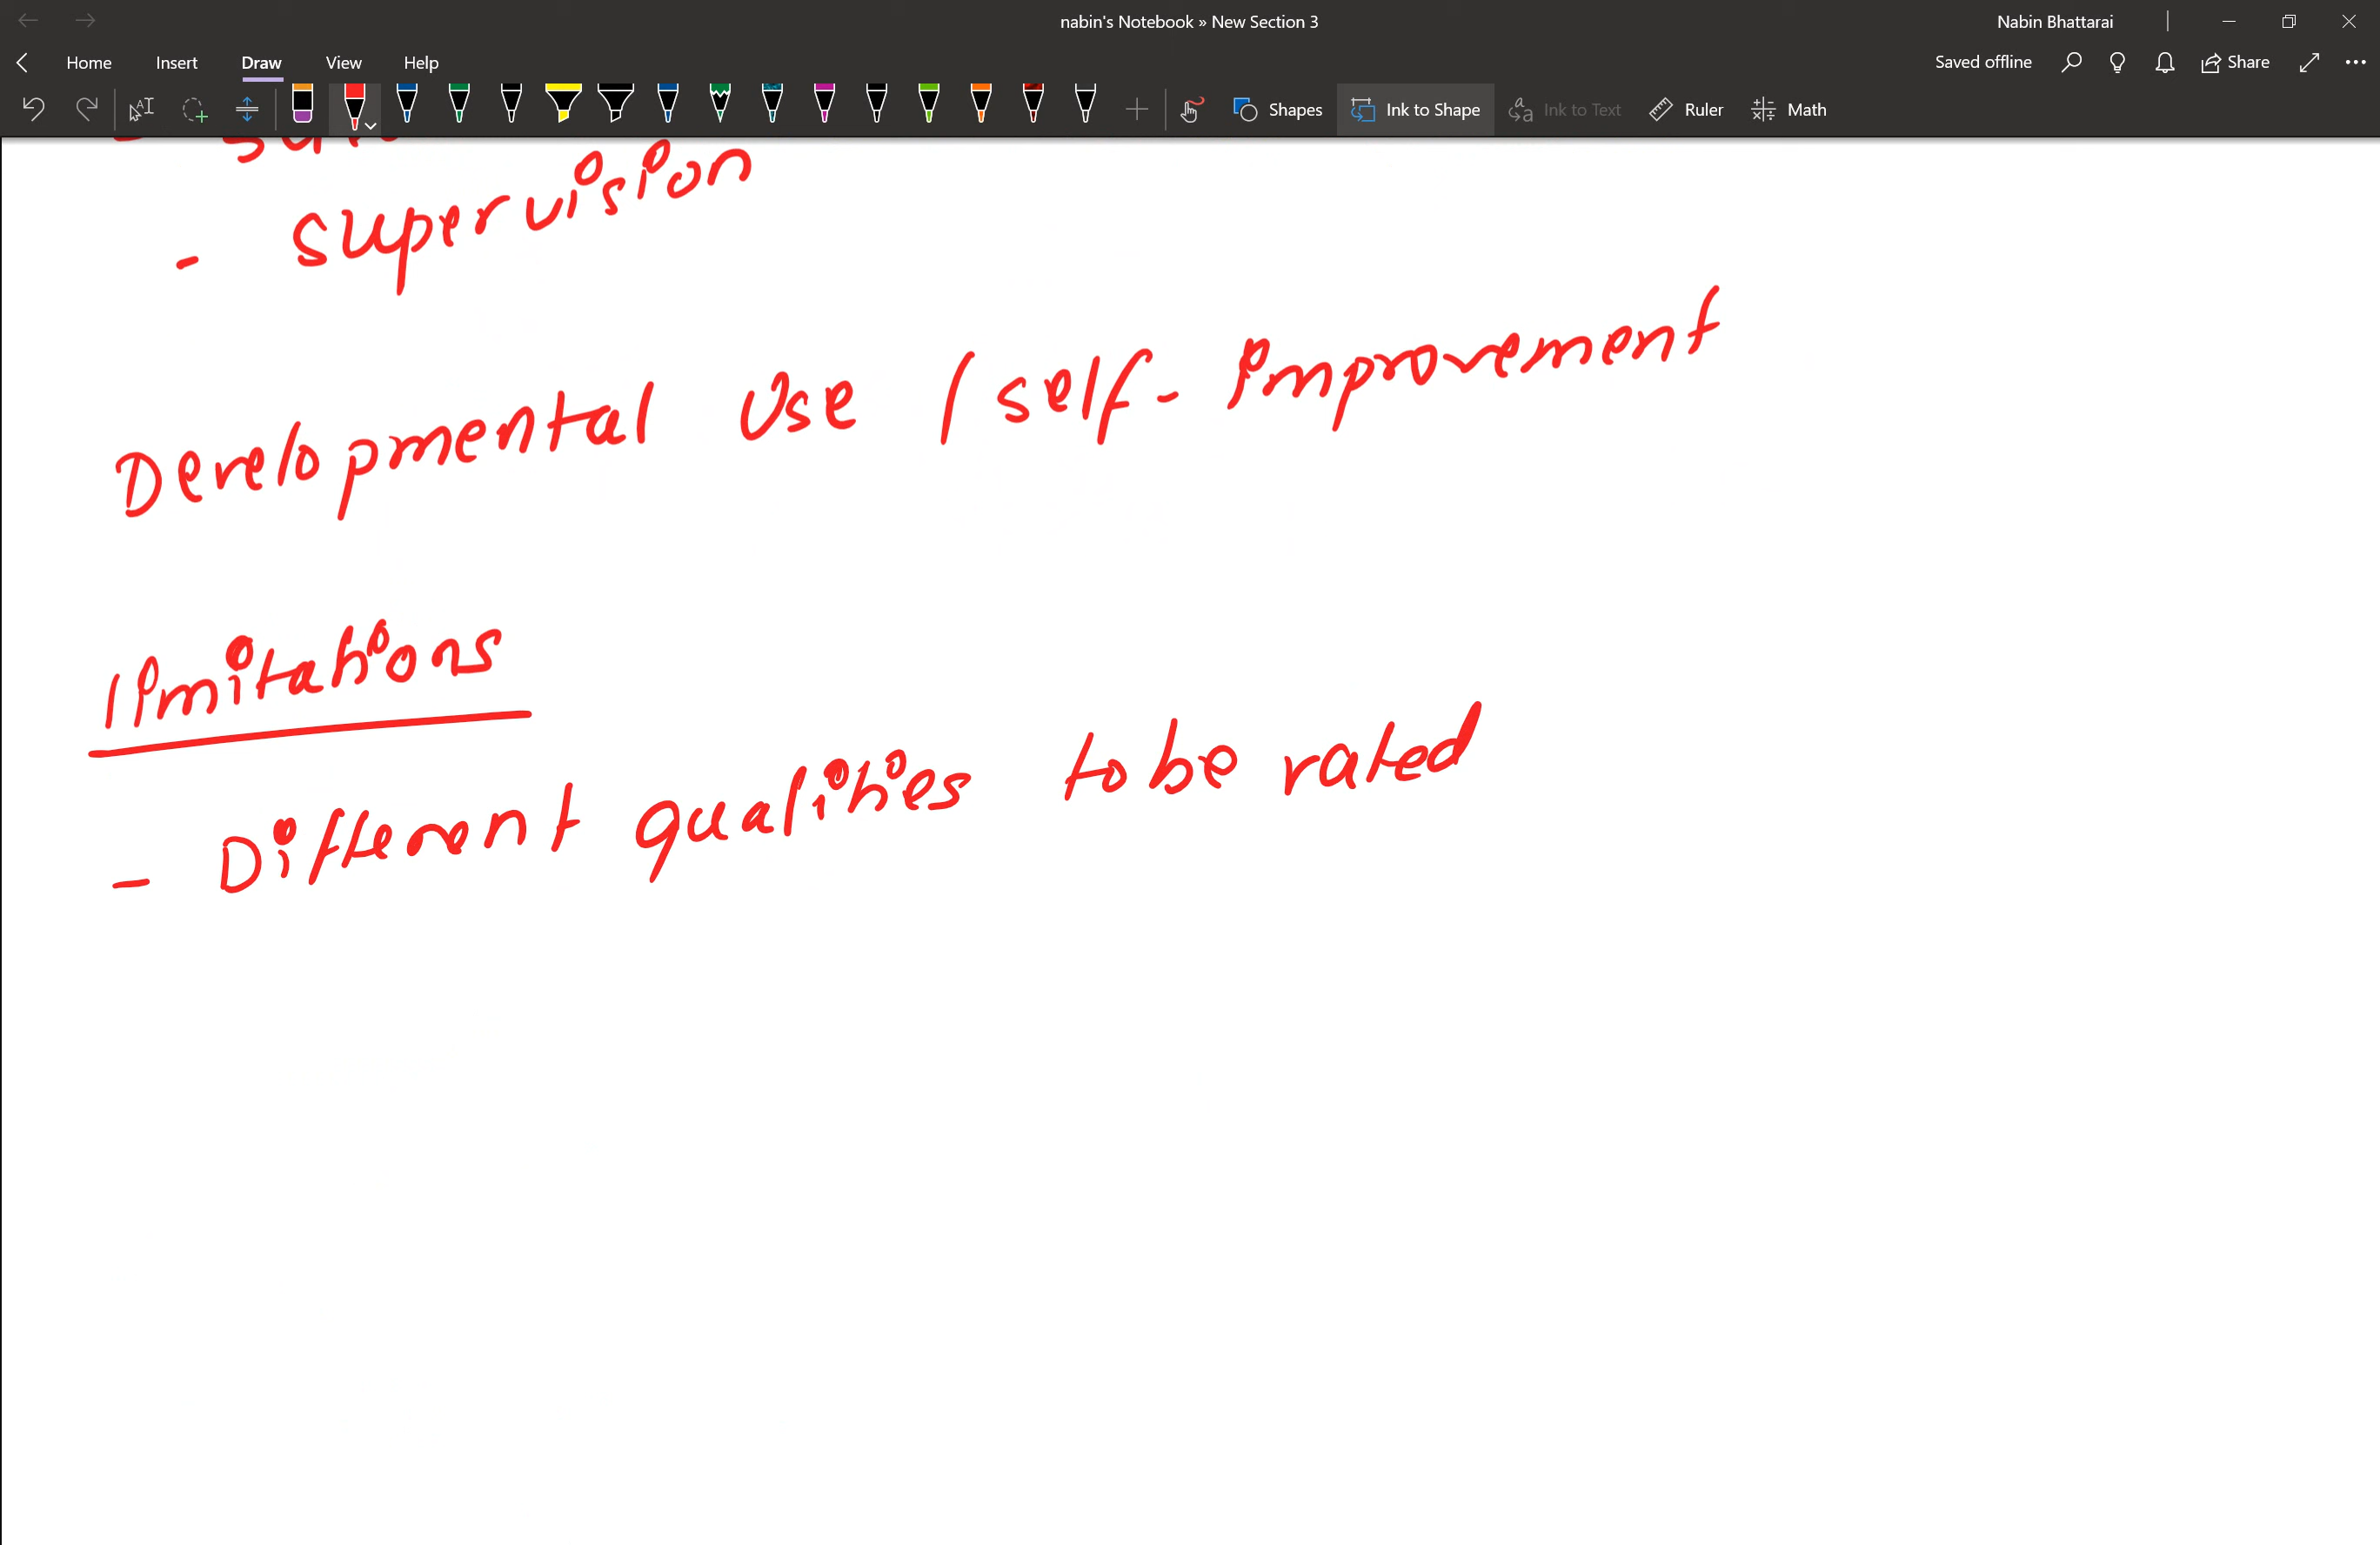 nabin's Notebook » New Section 3
Nabin Bhattarai
Home Insert Draw View Help
Saved offline
Share
Shapes Ink to Shape Ink to Text Ruler Math
- supervision
Developmental Use / self-improvement
limitations
- Different qualities to be rated